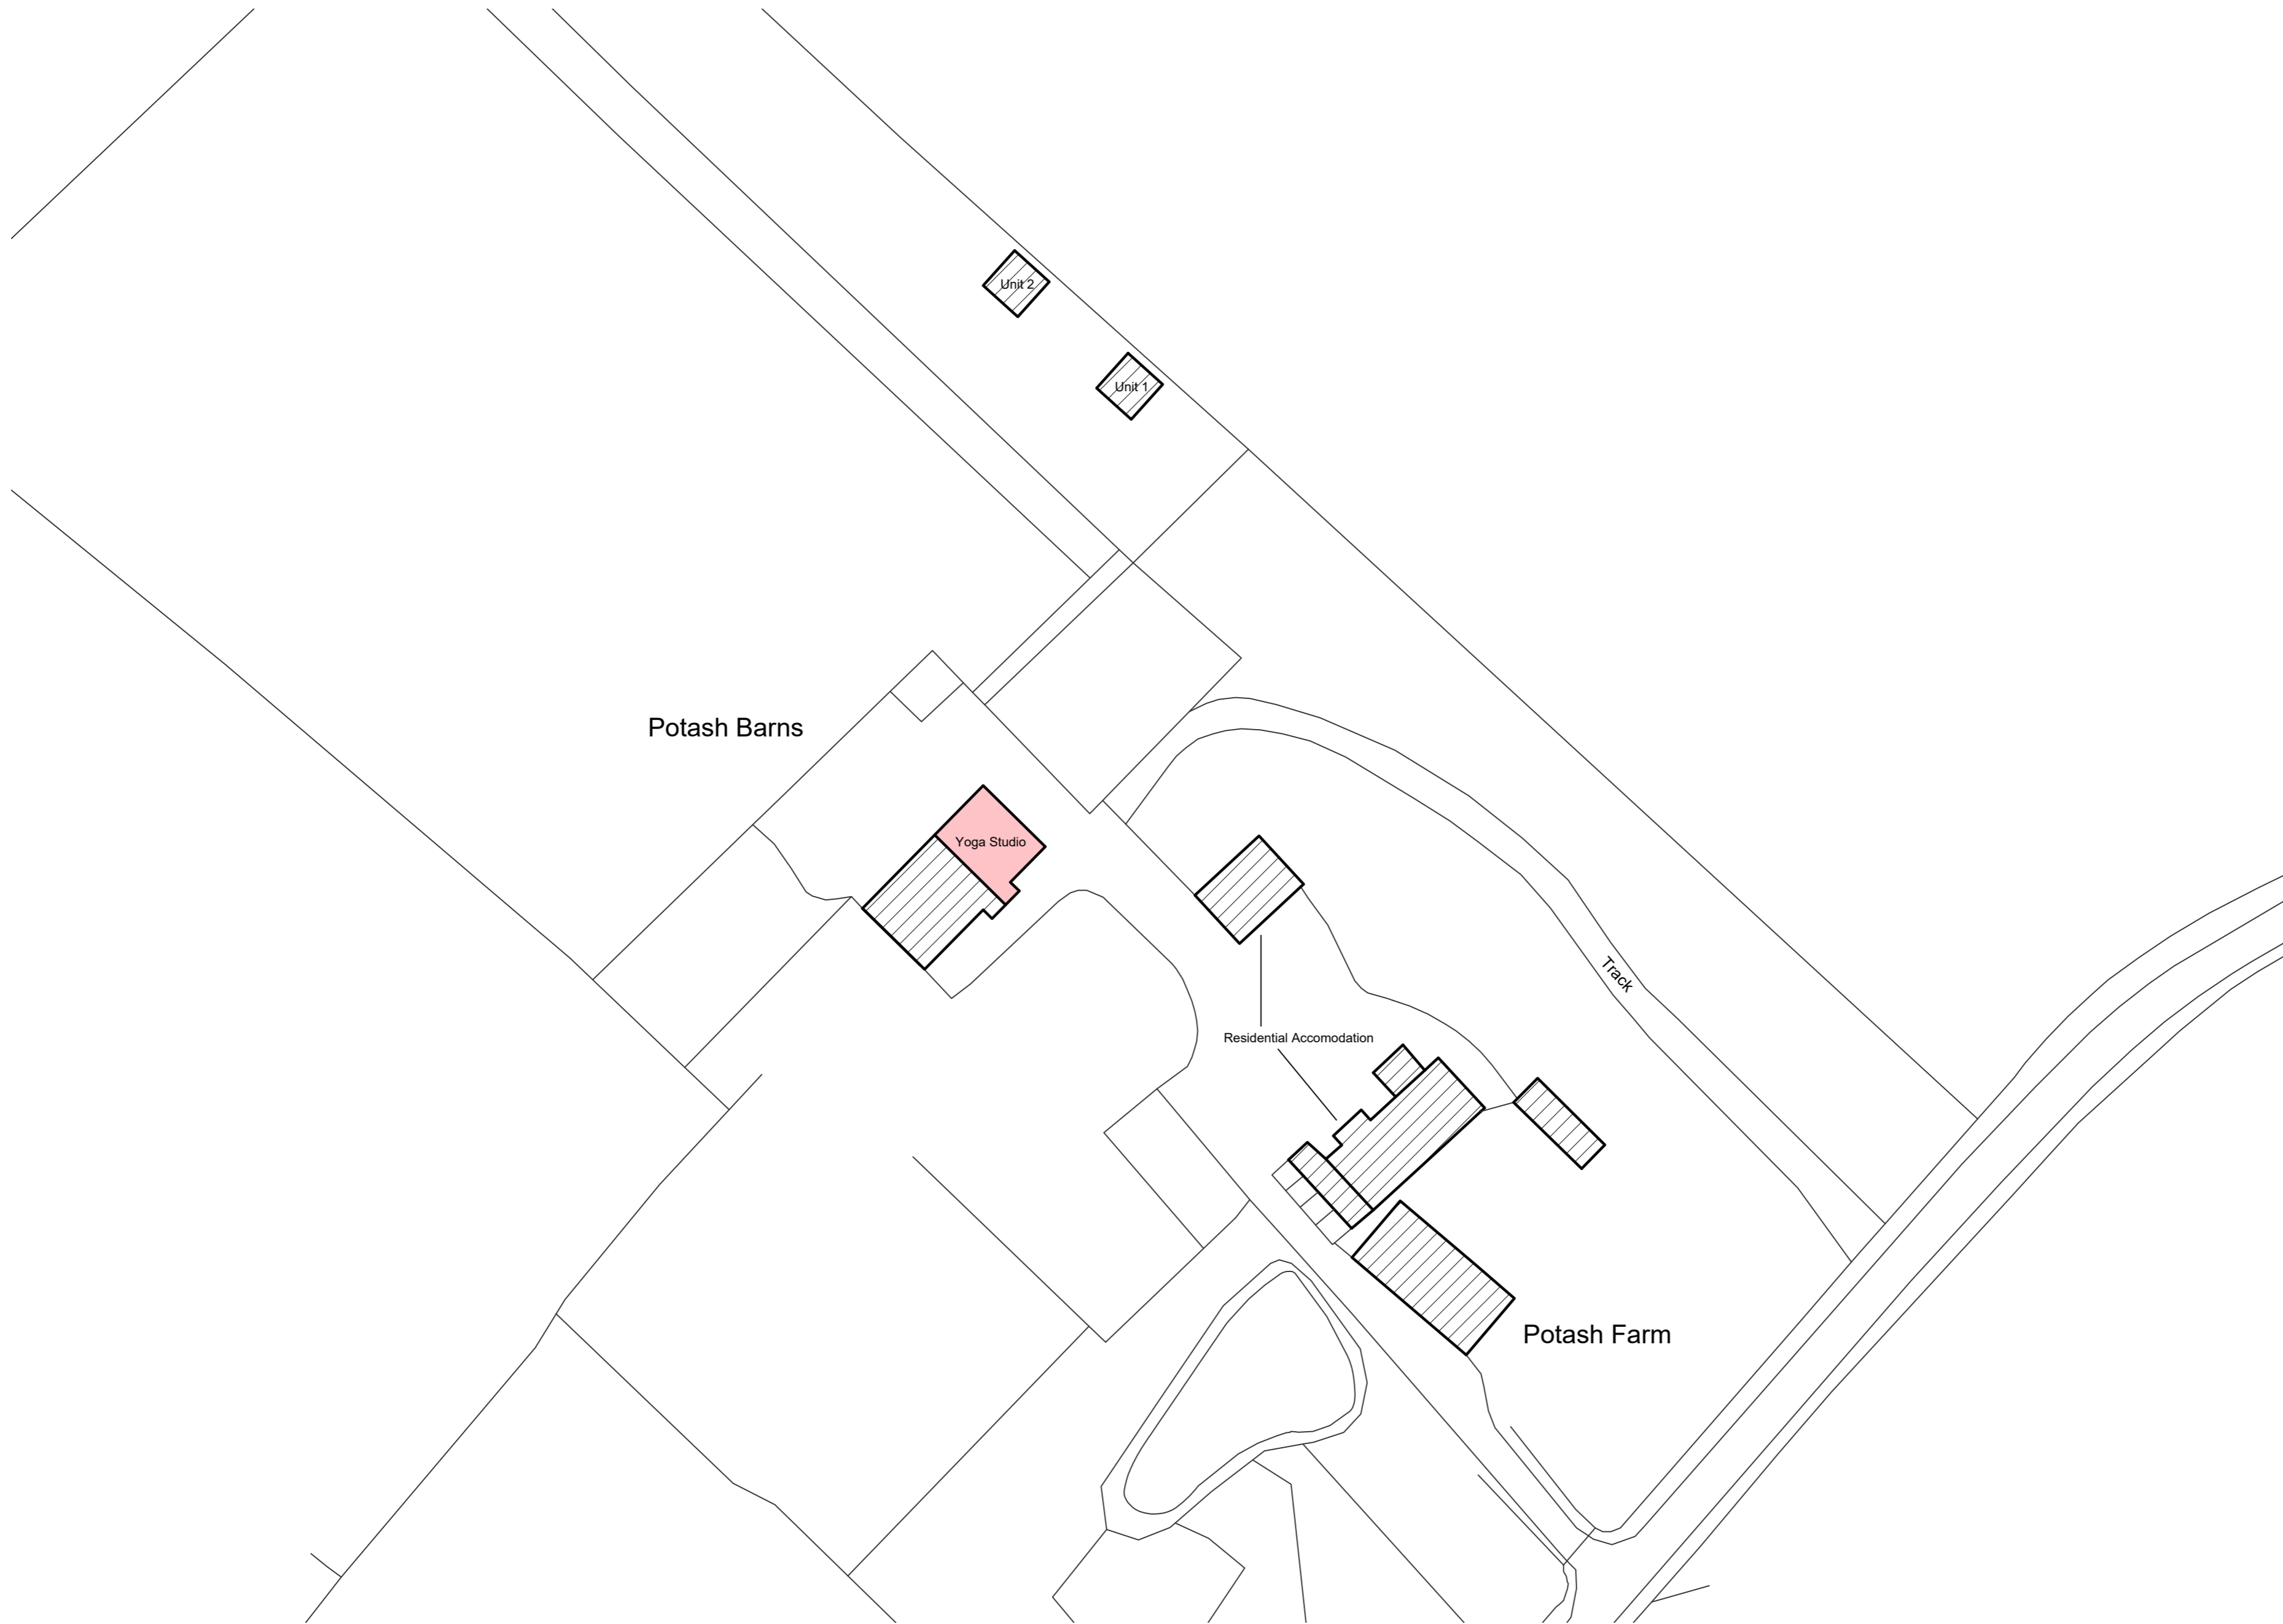 Unit 2
Unit 1
Potash Barns
Yoga Studio
Track
Residential Accomodation
Potash Farm